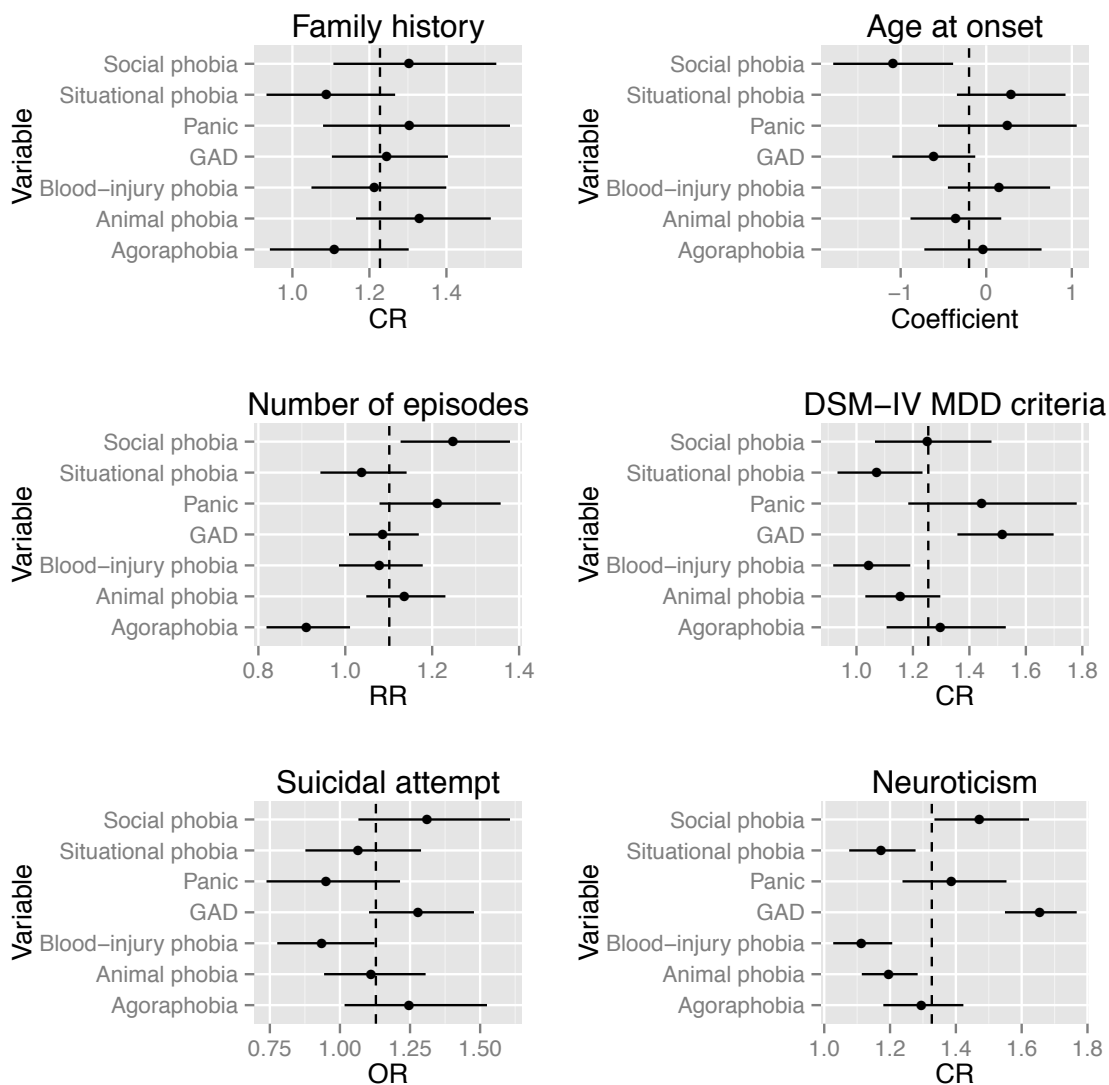 Family history
Variable
Social phobia
Situational phobia
Panic
GAD
Blood−injury phobia
Animal phobia
Agoraphobia
1.0 1.2 1.4
CR
Age at onset
Variable
Social phobia
Situational phobia
Panic
GAD
Blood−injury phobia
Animal phobia
Agoraphobia
−1 0 1
Coefficient
Number of episodes
Variable
Social phobia
Situational phobia
Panic
GAD
Blood−injury phobia
Animal phobia
Agoraphobia
0.8 1.0 1.2 1.4
RR
DSM−IV MDD criteria
Variable
Social phobia
Situational phobia
Panic
GAD
Blood−injury phobia
Animal phobia
Agoraphobia
1.0 1.2 1.4 1.6 1.8
CR
Suicidal attempt
Variable
Social phobia
Situational phobia
Panic
GAD
Blood−injury phobia
Animal phobia
Agoraphobia
0.75 1.00 1.25 1.50
OR
Neuroticism
Variable
Social phobia
Situational phobia
Panic
GAD
Blood−injury phobia
Animal phobia
Agoraphobia
1.0 1.2 1.4 1.6 1.8
CR